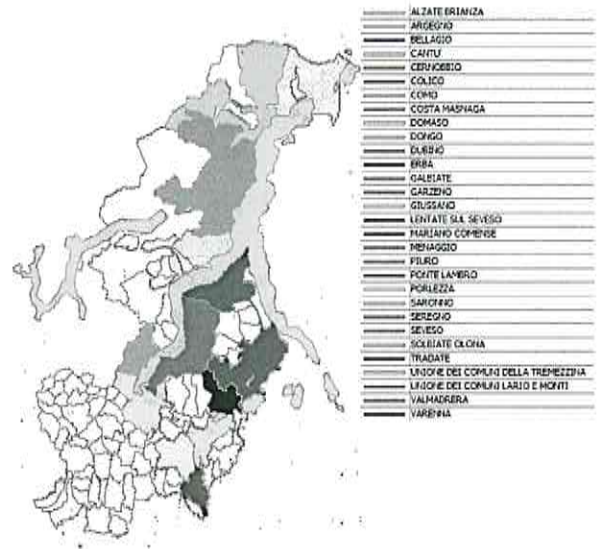 ALZATE BRIANZA
ARGEGNO
BELLAGIO
CANTU'
CERNOBBIO
COLICO
COMO
COSTA MASNAGA
DOMASO
DONGO
DUBINO
ERBA
GALBIATE
GARZENO
GIUSSANO
LENTATE SUL SEVESO
MARIANO COMENSE
MENAGGIO
PIURO
PONTE LAMBRO
PORLEZZA
SARONNO
SEREGNO
SEVESO
SOLBIATE OLONA
TRADATE
UNIONE DEI COMUNI DELLA TREMEZZINA
UNIONE DEI COMUNI LARIO E MONTI
VALMADRERA
VARENNA